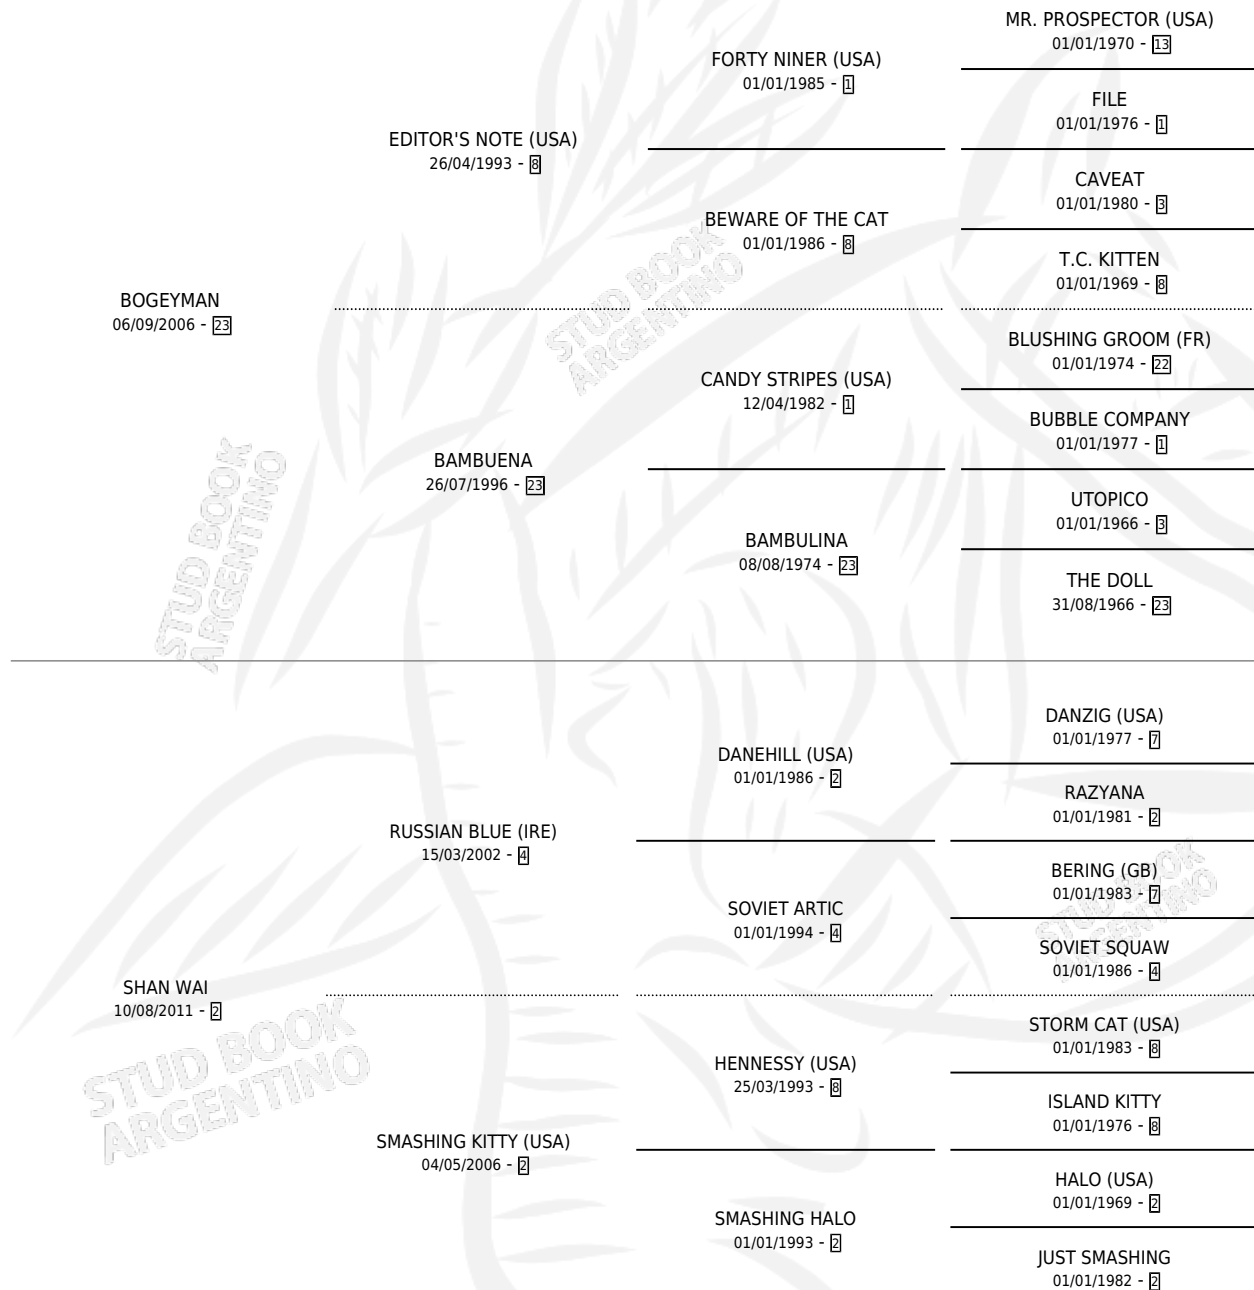 MR. PROSPECTOR (USA)
01/01/1970 - 13
FORTY NINER (USA)
01/01/1985 - 1
FILE
01/01/1976 - 1
EDITOR'S NOTE (USA)
26/04/1993 - 8
CAVEAT
01/01/1980 - 3
BEWARE OF THE CAT
01/01/1986 - 8
T.C. KITTEN
01/01/1969 - 8
BOGEYMAN
06/09/2006 - 23
STUD BOOK
ARGENTINO
BLUSHING GROOM (FR)
01/01/1974 - 22
CANDY STRIPES (USA)
12/04/1982 - 1
BUBBLE COMPANY
01/01/1977 - 1
BAMBUENA
26/07/1996 - 23
UTOPICO
01/01/1966 - 3
BAMBULINA
08/08/1974 - 23
THE DOLL
31/08/1966 - 23
STUD BOOK
ARGENTINO
DANZIG (USA)
01/01/1977 - 7
DANEHILL (USA)
01/01/1986 - 2
RAZYANA
01/01/1981 - 2
RUSSIAN BLUE (IRE)
15/03/2002 - 4
BERING (GB)
01/01/1983 - 7
SOVIET ARTIC
01/01/1994 - 4
SOVIET SQUAW
01/01/1986 - 4
STUD BOOK
ARGENTINO
SHAN WAI
10/08/2011 - 2
STORM CAT (USA)
01/01/1983 - 8
HENNESSY (USA)
25/03/1993 - 8
ISLAND KITTY
01/01/1976 - 8
STUD BOOK
ARGENTINO
SMASHING KITTY (USA)
04/05/2006 - 2
HALO (USA)
01/01/1969 - 2
SMASHING HALO
01/01/1993 - 2
JUST SMASHING
01/01/1982 - 2